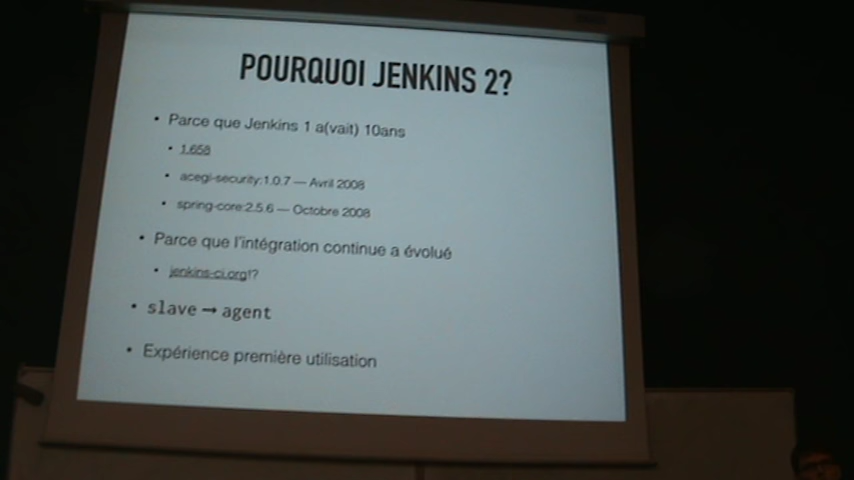 POURQUOI JENKINS 2?
• Parce que Jenkins 1 a(vait) 10ans
• 1.658
• acegi-security:1.0.7 — Avril 2008
• spring-core:2.5.6 — Octobre 2008
• Parce que l'intégration continue a évolué
• jenkins-ci.org!?
• slave → agent
• Expérience première utilisation